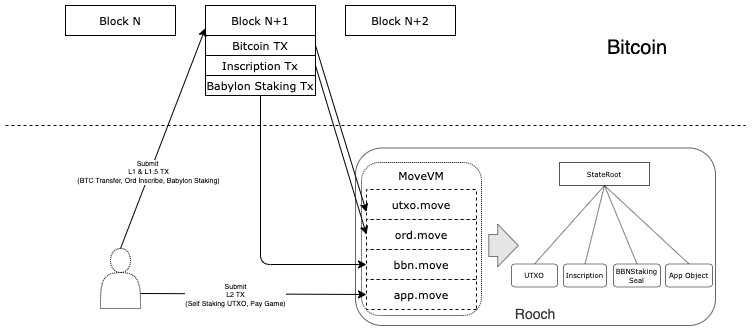 Block N
Block N+1
Block N+2
Bitcoin TX
Inscription Tx
Babylon Staking Tx
Bitcoin
Submit
L1 & L1.5 TX
(BTC Transfer, Ord Inscribe, Babylon Staking)
MoveVM
utxo.move
ord.move
bbn.move
app.move
StateRoot
UTXO
Inscription
BBNStaking
Seal
App Object
Submit
L2 TX
(Self Staking UTXO, Pay Game)
Rooch